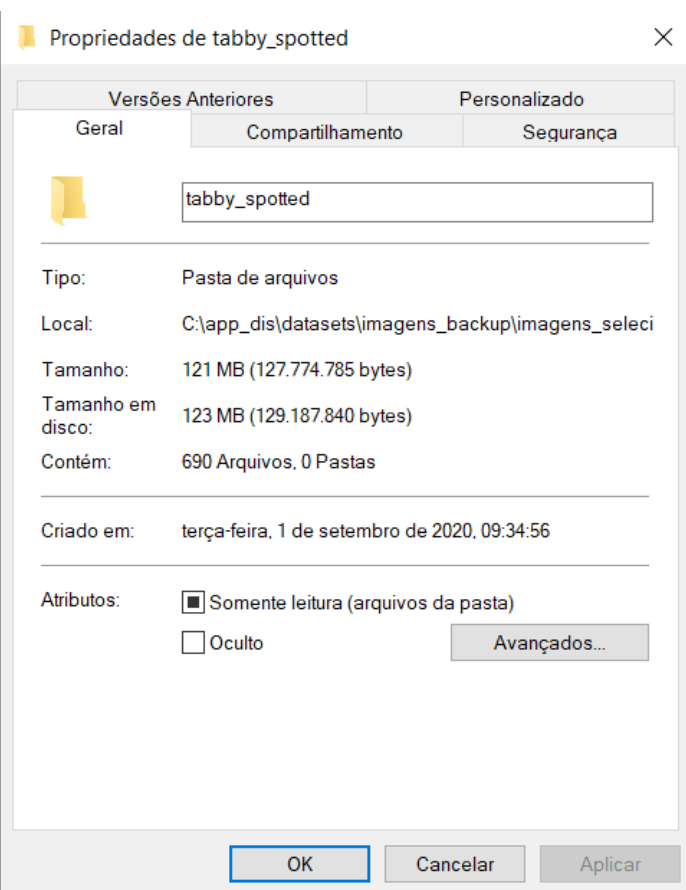 Propriedades de tabby_spotted
Versões Anteriores
Personalizado
Geral
Compartilhamento
Segurança
tabby_spotted
Tipo:
Pasta de arquivos
Local:
C:\app_dis\datasets\imagens_backup\imagens_seleci
Tamanho:
121 MB (127.774.785 bytes)
Tamanho em
disco:
123 MB (129.187.840 bytes)
Contém:
690 Arquivos, 0 Pastas
Criado em:
terça-feira, 1 de setembro de 2020, 09:34:56
Atributos:
Somente leitura (arquivos da pasta)
Oculto
Avançados...
OK
Cancelar
Aplicar